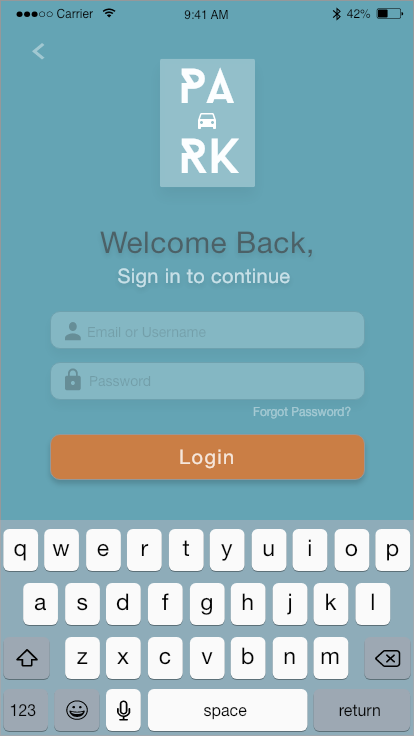 Carrier 9:41 AM 42%
PA
RK
Welcome Back,
Sign in to continue
Email or Username
Password
Forgot Password?
Login
q w e r t y u i o p
a s d f g h j k l
z x c v b n m
123 space return